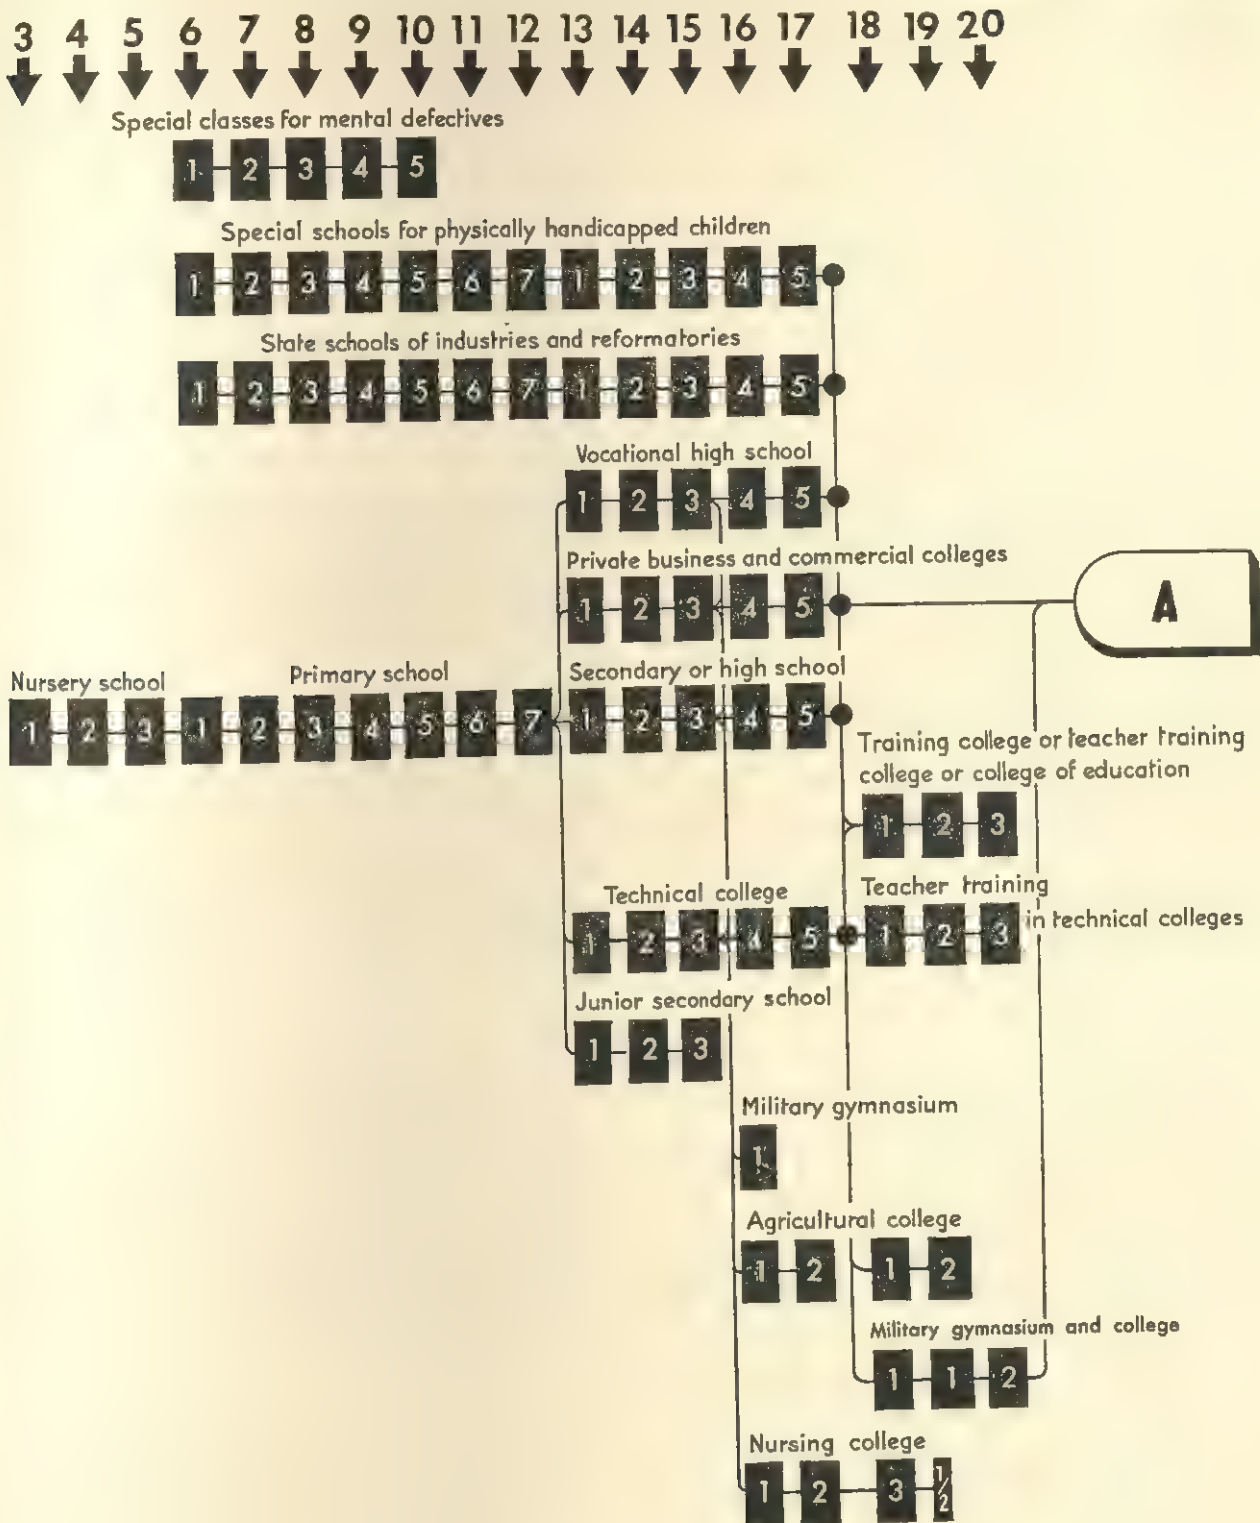 3 4 5 6 7 8 9 10 11 12 13 14 15 16 17 18 19 20
Special classes for mental defectives
1 2 3 4 5
Special schools for physically handicapped children
1 2 3 4 5 6 7 1 2 3 4 5
State schools of industries and reformatories
1 2 3 4 5 6 7 1 2 3 4 5
Vocational high school
1 2 3 4 5
Private business and commercial colleges
1 2 3 4 5
A
Nursery school
Primary school
Secondary or high school
1 2 3 1 2 3 4 5 6 7 1 2 3 4 5
Training college or teacher training
college or college of education
1 2 3
Technical college
Teacher training
in technical colleges
1 2 3 4 5 1 2 3
Junior secondary school
1 2 3
Military gymnasium
1
Agricultural college
1 2 1 2
Military gymnasium and college
1 1 2
Nursing college
1 2 3 1/2